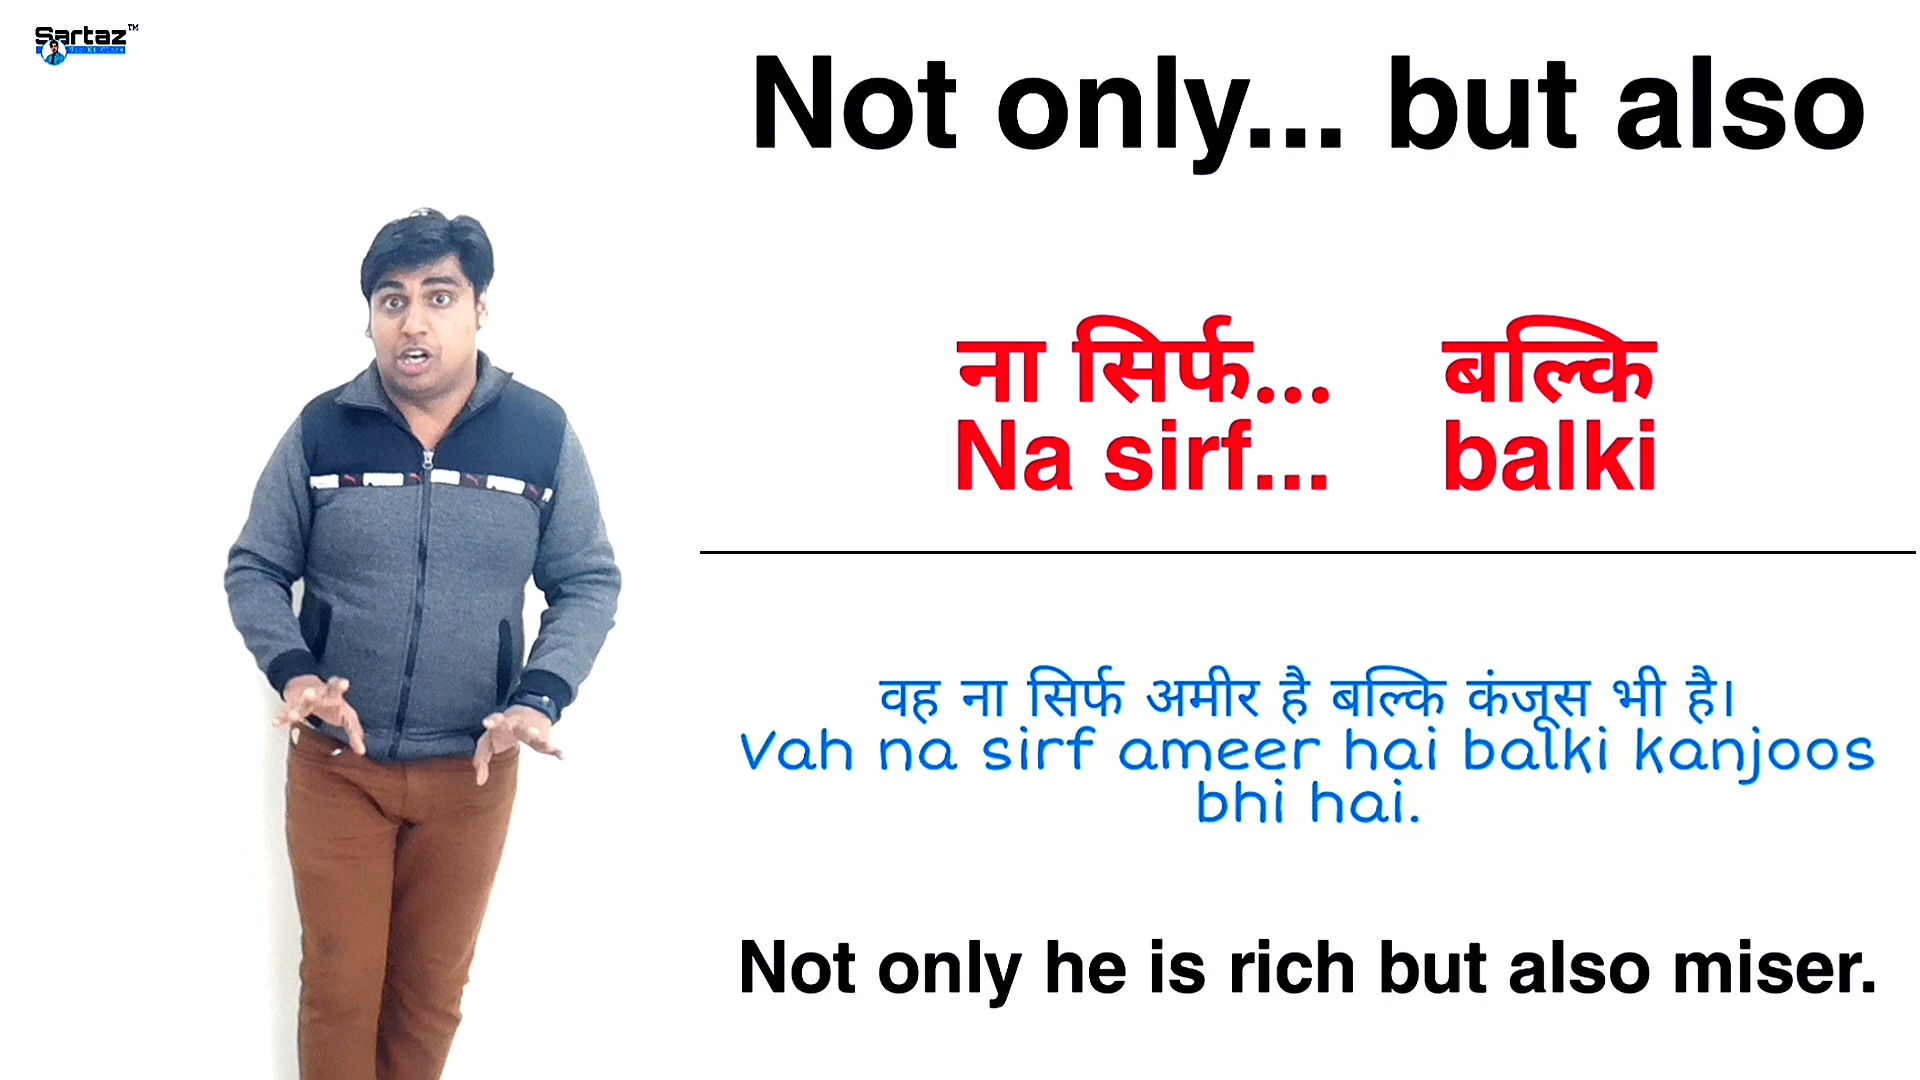 Sartaz™
Not only... but also
ना सिर्फ... बल्कि
Na sirf... balki
वह ना सिर्फ अमीर है बल्कि कंजूस भी है।
Vah na sirf ameer hai balki kanjoos
bhi hai.
Not only he is rich but also miser.